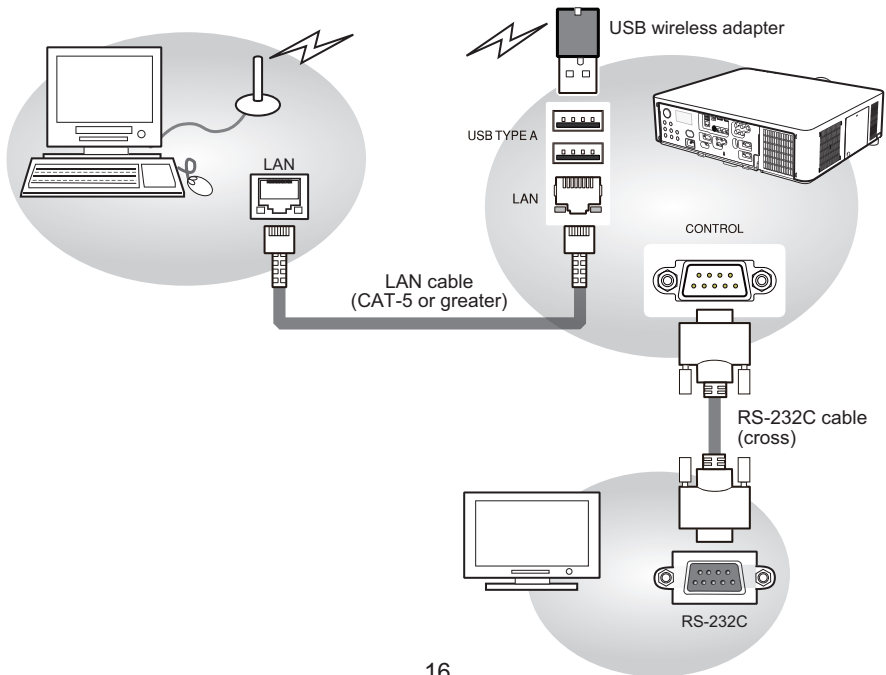 USB wireless adapter
USB TYPE A
LAN
LAN
CONTROL
LAN cable
(CAT-5 or greater)
RS-232C cable
(cross)
RS-232C
16